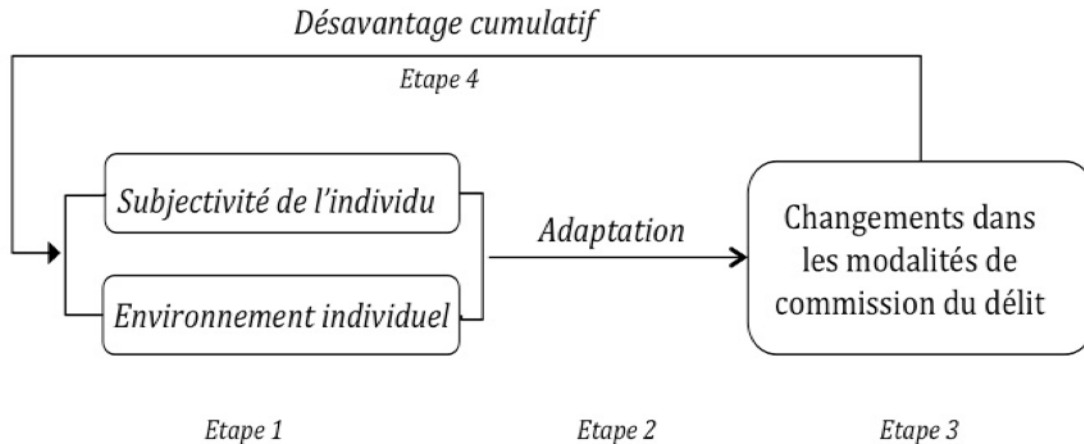 Désavantage cumulatif
Etape 4
Subjectivité de l'individu
Environnement individuel
Adaptation
Changements dans
les modalités de
commission du délit
Etape 1
Etape 2
Etape 3